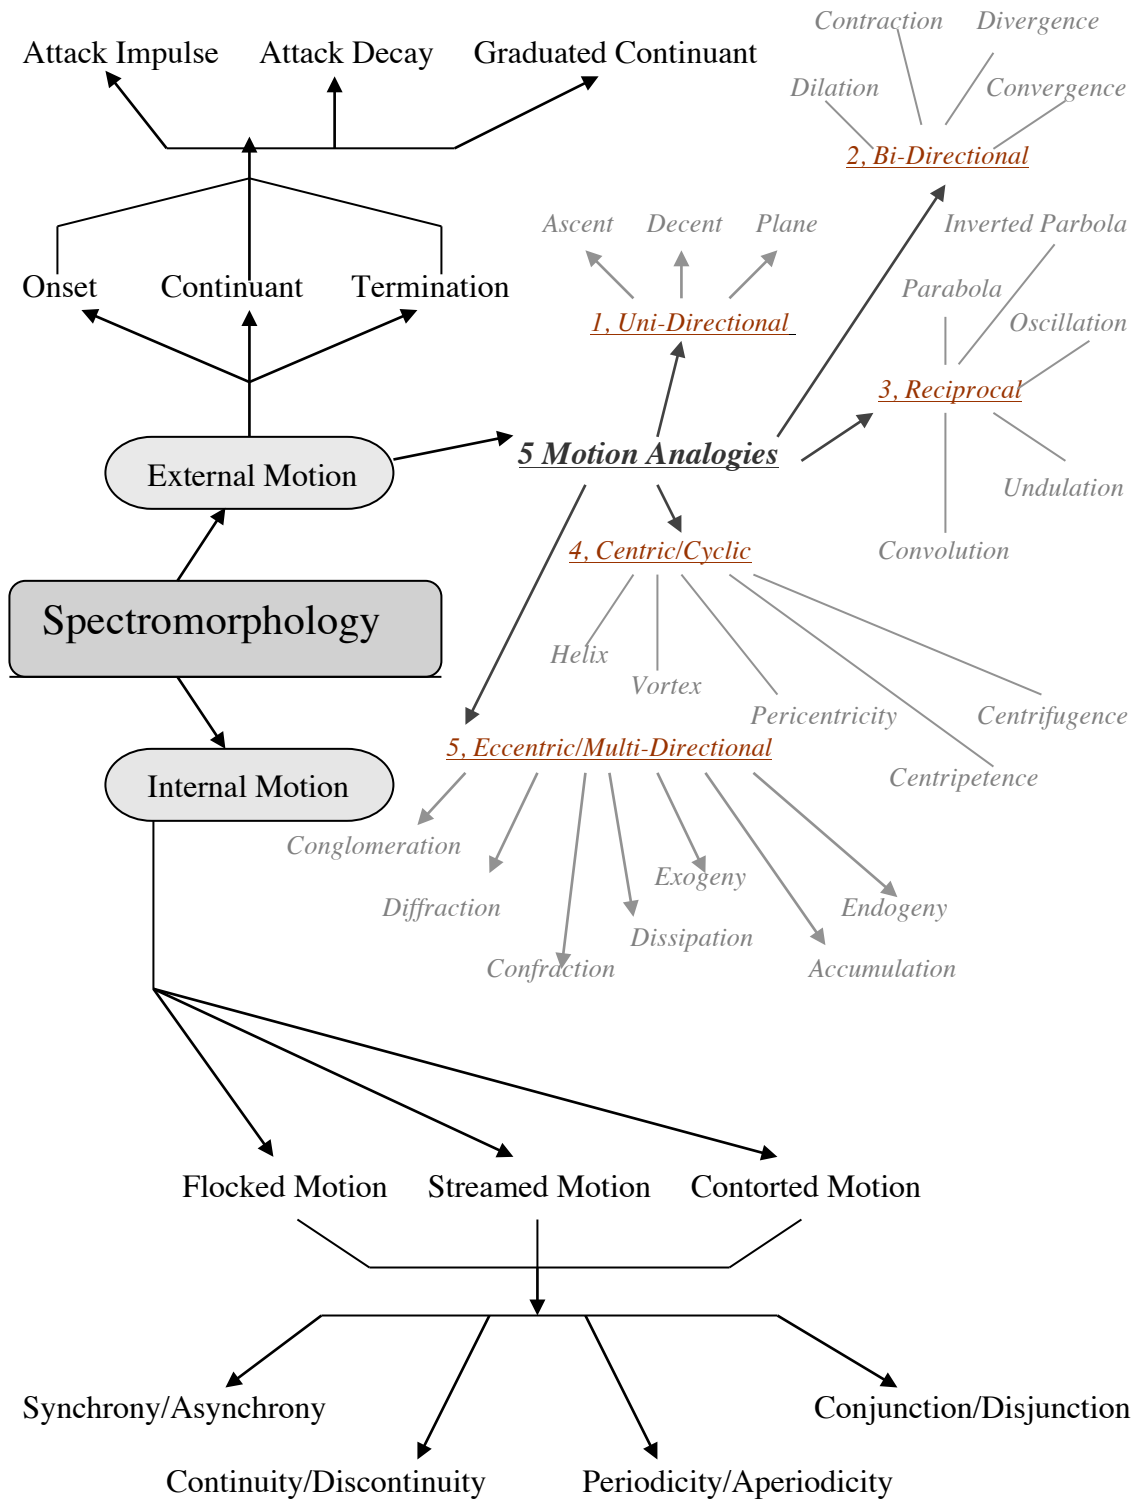 Contraction
Divergence
Attack Impulse
Attack Decay
Graduated Continuant
Dilation
Convergence
2, Bi-Directional
Ascent
Decent
Plane
Inverted Parbola
Onset
Continuant
Termination
Parabola
1, Uni-Directional
Oscillation
3, Reciprocal
5 Motion Analogies
External Motion
Undulation
4, Centric/Cyclic
Convolution
Spectromorphology
Helix
Vortex
Pericentricity
Centrifugence
5, Eccentric/Multi-Directional
Centripetence
Internal Motion
Conglomeration
Exogeny
Diffraction
Endogeny
Dissipation
Confraction
Accumulation
Flocked Motion
Streamed Motion
Contorted Motion
Synchrony/Asynchrony
Conjunction/Disjunction
Continuity/Discontinuity
Periodicity/Aperiodicity